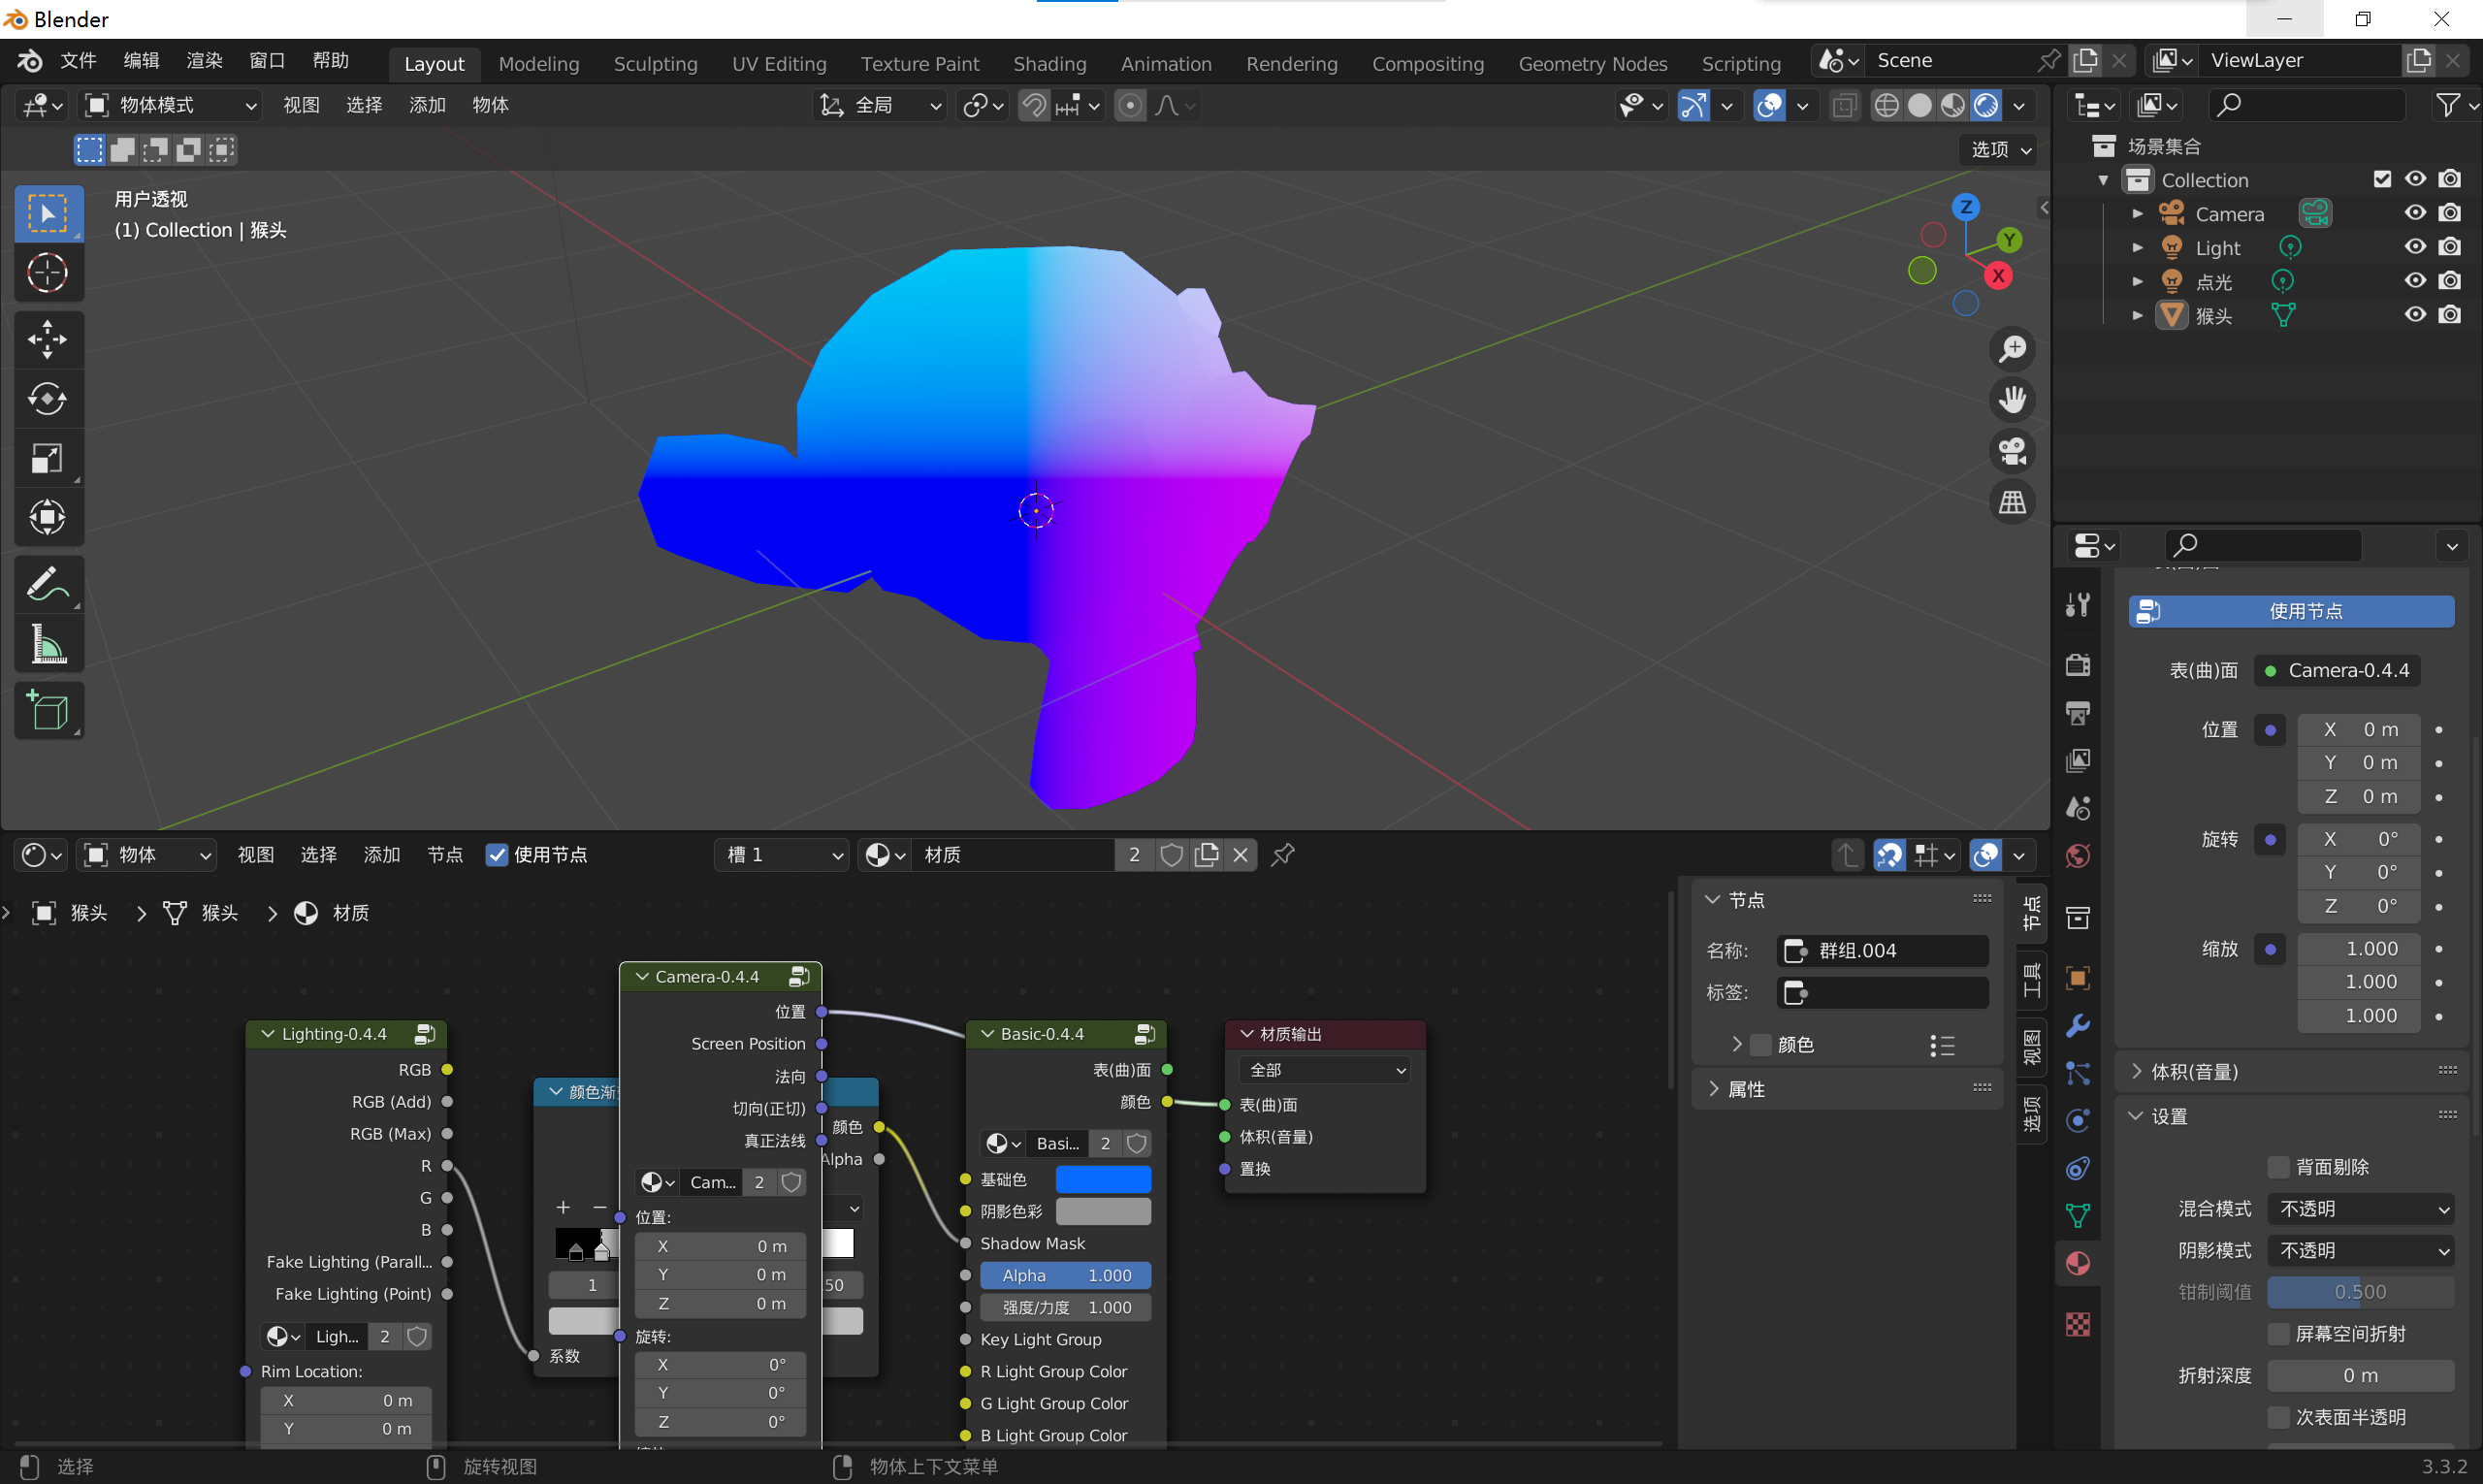 Blender
文件 编辑 渲染 窗口 帮助 Layout Modeling Sculpting UV Editing Texture Paint Shading Animation Rendering Compositing Geometry Nodes Scripting Scene ViewLayer
物体模式 视图 选择 添加 物体 全局
选项
用户透视
(1) Collection | 猴头
Z
Y
X
场景集合
Collection
Camera
Light
点光
猴头
使用节点
表(曲)面 Camera-0.4.4
位置 X 0 m
Y 0 m
Z 0 m
旋转 X 0°
Y 0°
Z 0°
缩放 1.000
1.000
1.000
体积(音量)
设置
背面剔除
混合模式 不透明
阴影模式 不透明
钳制阈值 0.500
屏幕空间折射
折射深度 0 m
次表面半透明
物体 视图 选择 添加 节点 使用节点 槽 1 材质 2
猴头 猴头 材质
Lighting-0.4.4
RGB
RGB (Add)
RGB (Max)
R
G
B
Fake Lighting (Parall...
Fake Lighting (Point)
Ligh... 2
Rim Location:
X 0 m
Y 0 m
颜色渐
颜色
Alpha
+ −
1
50
系数
Camera-0.4.4
位置
Screen Position
法向
切向(正切)
真正法线
Cam... 2
位置:
X 0 m
Y 0 m
Z 0 m
旋转:
X 0°
Y 0°
Z 0°
Basic-0.4.4
表(曲)面
颜色
Basi... 2
基础色
阴影色彩
Shadow Mask
Alpha 1.000
强度/力度 1.000
Key Light Group
R Light Group Color
G Light Group Color
B Light Group Color
材质输出
全部
表(曲)面
体积(音量)
置换
节点
名称: 群组.004
标签:
颜色
属性
节点
工具
视图
选项
选择 旋转视图 物体上下文菜单 3.3.2